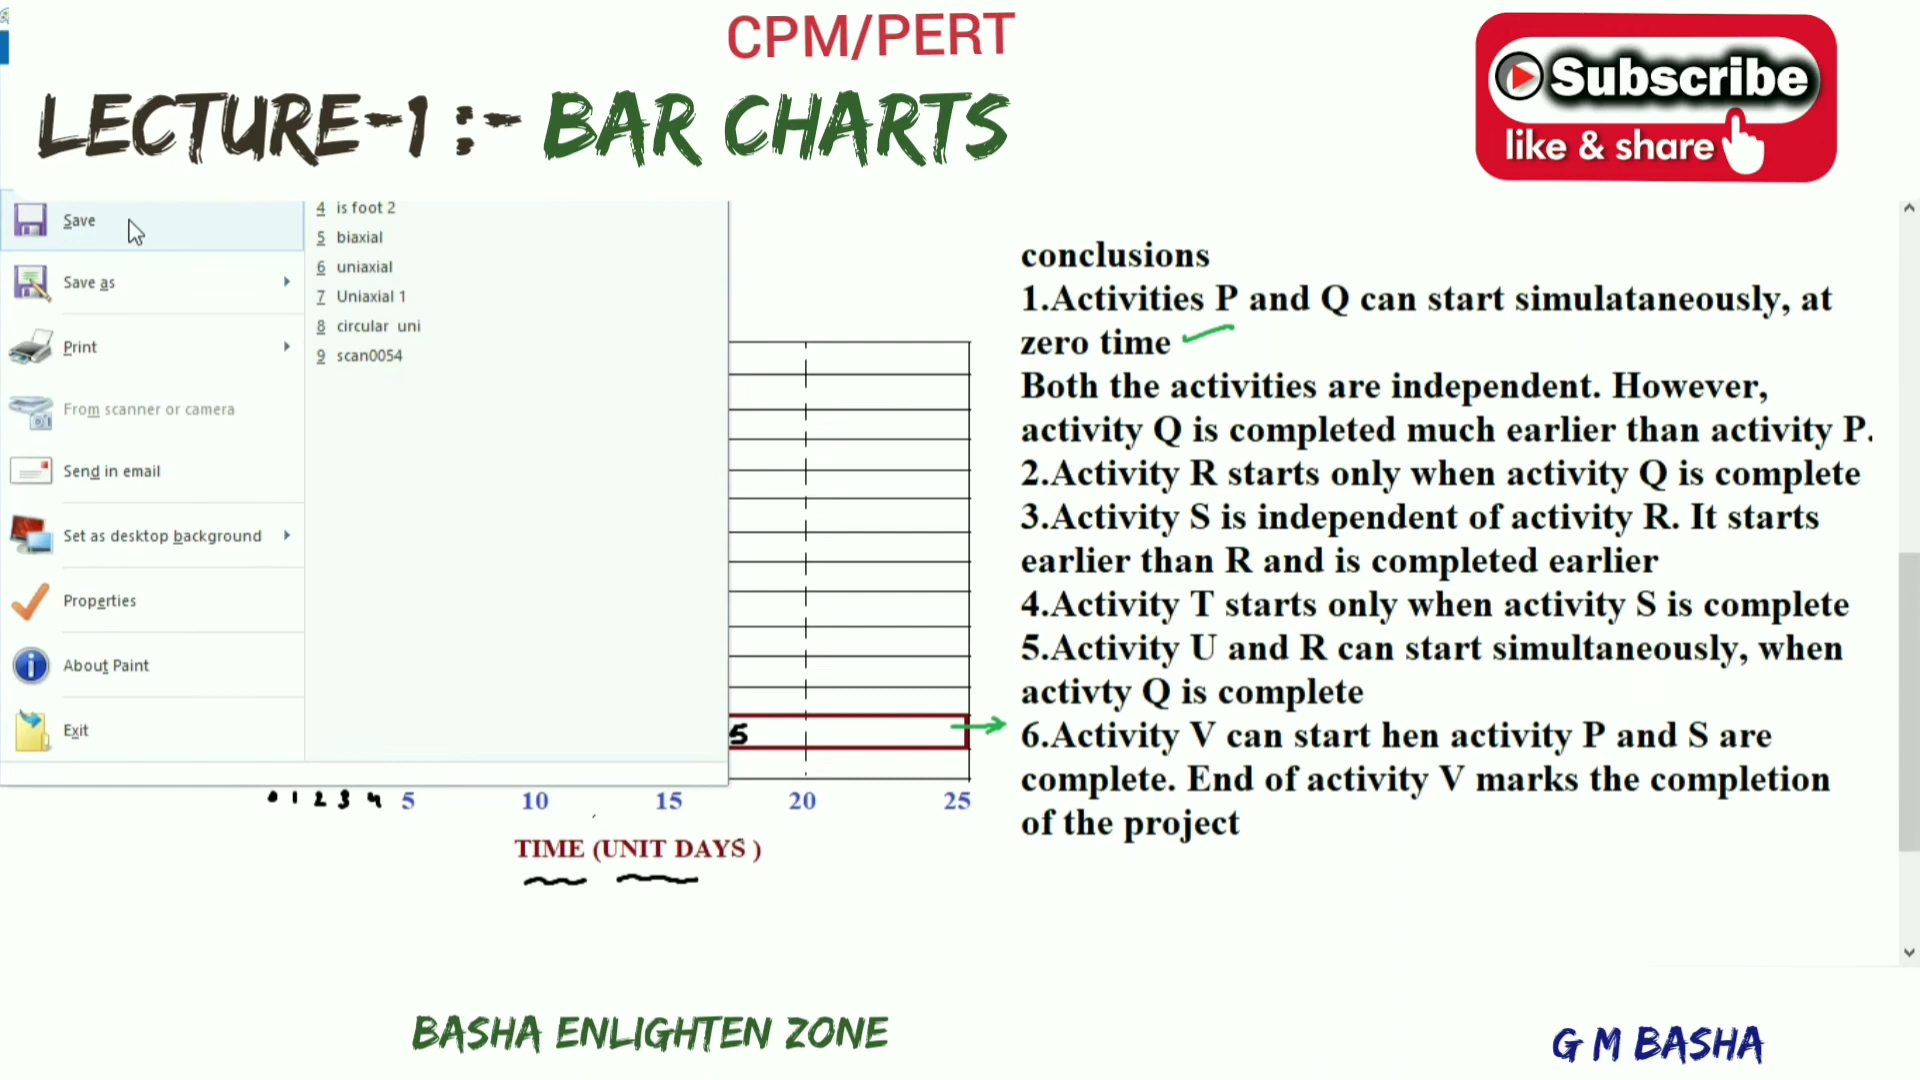 CPM/PERT
LECTURE-1 :- BAR CHARTS
Subscribe
like & share
Save
Save as
Print
From scanner or camera
Send in email
Set as desktop background
Properties
About Paint
Exit
4 is foot 2
5 biaxial
6 uniaxial
7 Uniaxial 1
8 circular uni
9 scan0054
5
0 1 2 3 4 5 10 15 20 25
TIME (UNIT DAYS )
conclusions
1.Activities P and Q can start simulataneously, at
zero time
Both the activities are independent. However,
activity Q is completed much earlier than activity P.
2.Activity R starts only when activity Q is complete
3.Activity S is independent of activity R. It starts
earlier than R and is completed earlier
4.Activity T starts only when activity S is complete
5.Activity U and R can start simultaneously, when
activty Q is complete
6.Activity V can start hen activity P and S are
complete. End of activity V marks the completion
of the project
BASHA ENLIGHTEN ZONE
G M BASHA